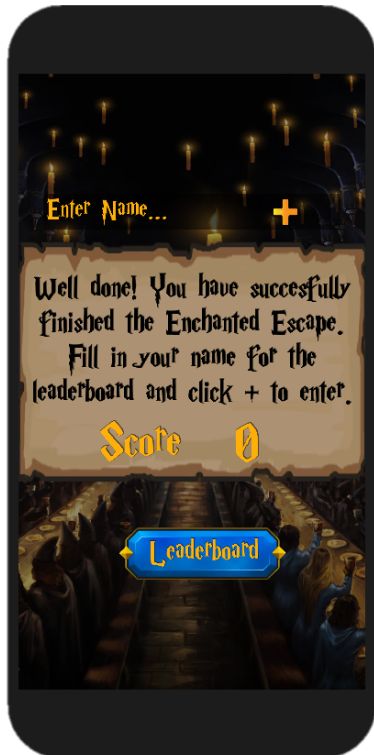 Enter Name...
+
Well done! You have succesfully
finished the Enchanted Escape.
Fill in your name for the
leaderboard and click + to enter.
Score 0
Leaderboard